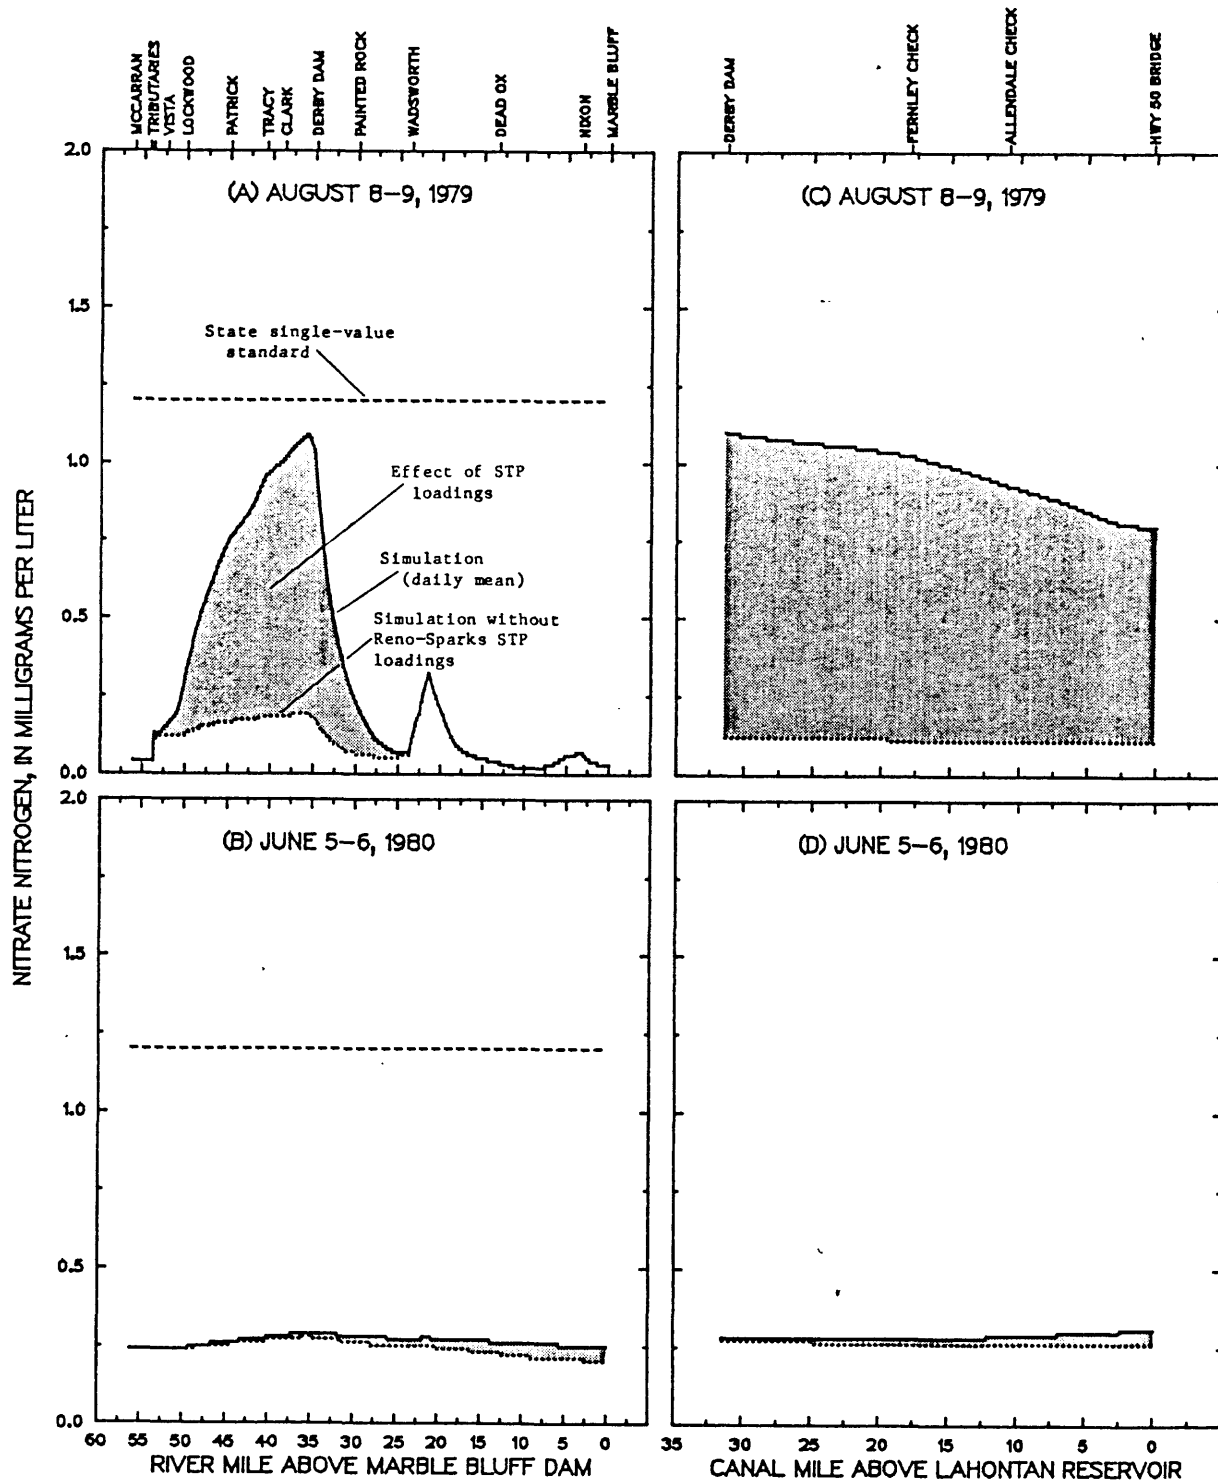 MCCARRAN
TRIBUTARIES
VISTA
LOCKWOOD
PATRICK
TRACY
CLARK
DERBY DAM
PAINTED ROCK
WADSWORTH
DEAD OX
NIXON
MARBLE BLUFF
DERBY DAM
FERNLEY CHECK
ALLENDALE CHECK
HWY 50 BRIDGE
NITRATE NITROGEN, IN MILLIGRAMS PER LITER
2.0
1.5
1.0
0.5
0.0
(A) AUGUST 8-9, 1979
State single-value
standard
Effect of STP
loadings
Simulation
(daily mean)
Simulation without
Reno-Sparks STP
loadings
(C) AUGUST 8-9, 1979
2.0
1.5
1.0
0.5
0.0
(B) JUNE 5-6, 1980
(D) JUNE 5-6, 1980
60 55 50 45 40 35 30 25 20 15 10 5 0
RIVER MILE ABOVE MARBLE BLUFF DAM
35 30 25 20 15 10 5 0
CANAL MILE ABOVE LAHONTAN RESERVOIR